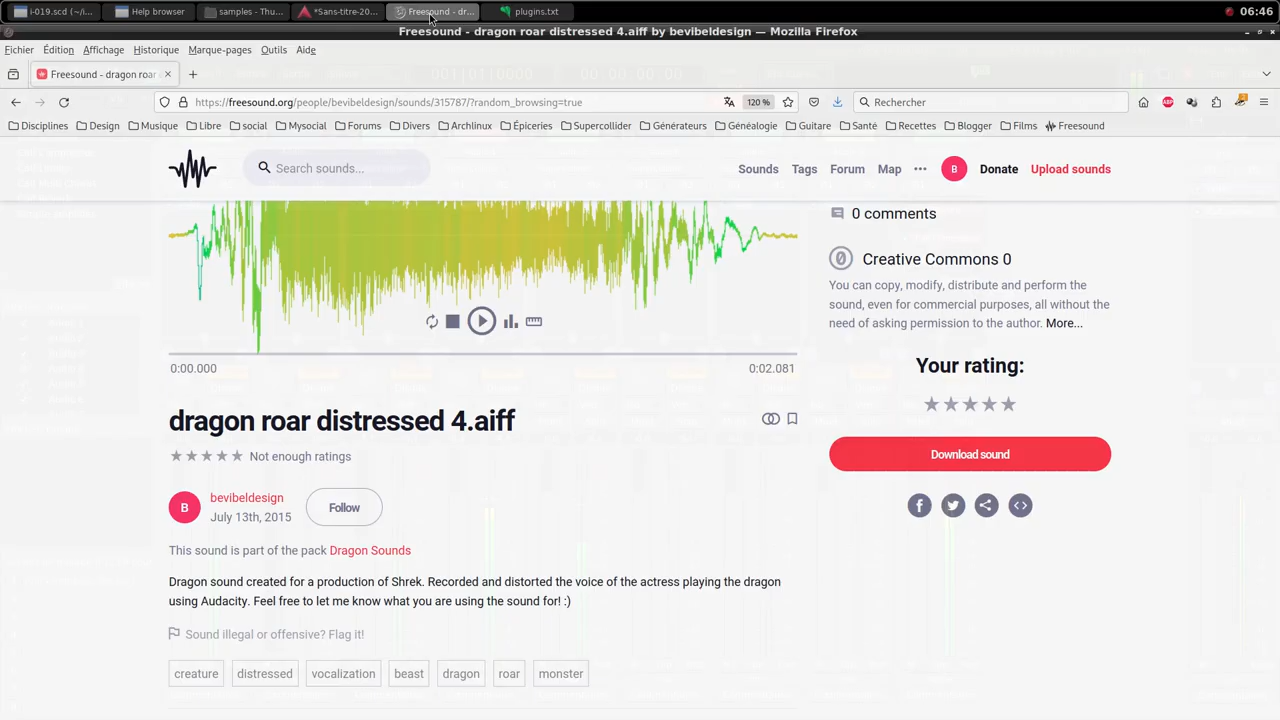 i-019.scd (~/i...
Help browser
samples - Thu...
*Sans-titre-20...
Freesound - dr...
plugins.txt
06:46
Freesound - dragon roar distressed 4.aiff by bevibeldesign — Mozilla Firefox
Fichier Édition Affichage Historique Marque-pages Outils Aide
Freesound - dragon roar
https://freesound.org/people/bevibeldesign/sounds/315787/?random_browsing=true
120 %
Rechercher
Disciplines Design Musique Libre social Mysocial Forums Divers Archlinux Épiceries Supercollider Générateurs Généalogie Guitare Santé Recettes Blogger Films Freesound
Search sounds...
Sounds Tags Forum Map ••• B Donate Upload sounds
0 comments
Creative Commons 0
You can copy, modify, distribute and perform the
sound, even for commercial purposes, all without the
need of asking permission to the author. More...
0:00.000
0:02.081
Your rating:
dragon roar distressed 4.aiff
Not enough ratings
Download sound
B
bevibeldesign
July 13th, 2015
Follow
This sound is part of the pack Dragon Sounds
Dragon sound created for a production of Shrek. Recorded and distorted the voice of the actress playing the dragon
using Audacity. Feel free to let me know what you are using the sound for! :)
Sound illegal or offensive? Flag it!
creature distressed vocalization beast dragon roar monster